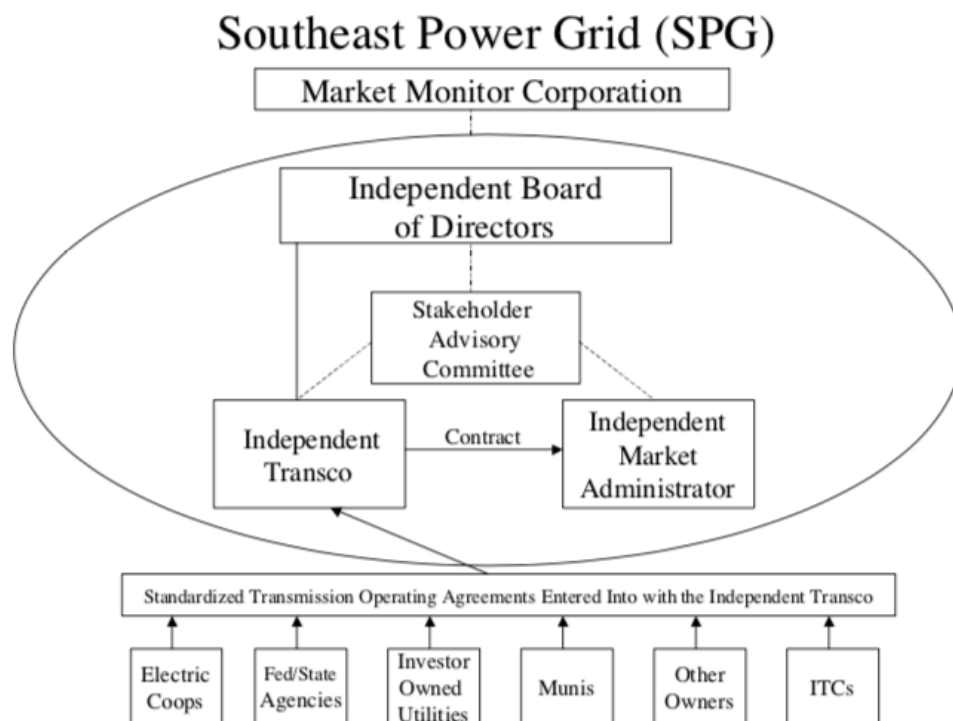 Southeast Power Grid (SPG)
Market Monitor Corporation
Independent Board
of Directors
Stakeholder
Advisory
Committee
Independent
Transco
Contract
Independent
Market
Administrator
Standardized Transmission Operating Agreements Entered Into with the Independent Transco
Electric
Coops
Fed/State
Agencies
Investor
Owned
Utilities
Munis
Other
Owners
ITCs